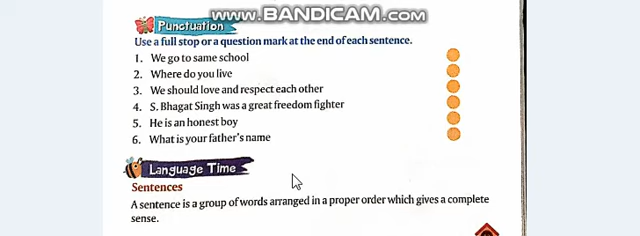 www.BANDICAM.com
Punctuation
Use a full stop or a question mark at the end of each sentence.
1. We go to same school
2. Where do you live
3. We should love and respect each other
4. S. Bhagat Singh was a great freedom fighter
5. He is an honest boy
6. What is your father's name
Language Time
Sentences
A sentence is a group of words arranged in a proper order which gives a complete
sense.